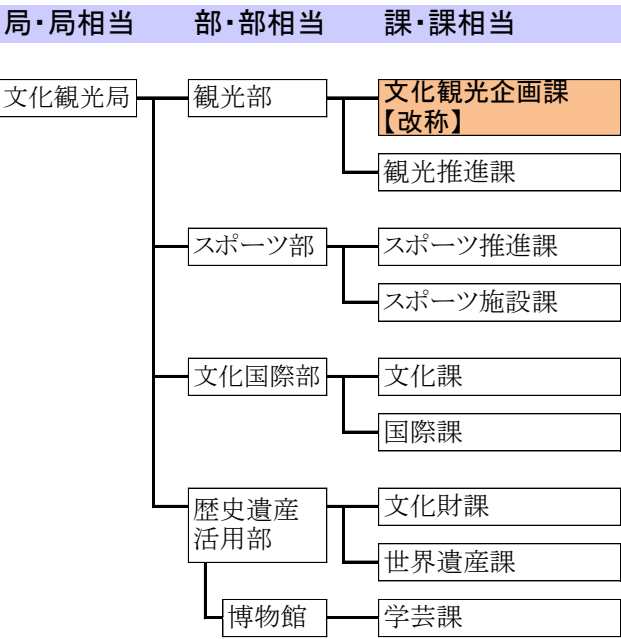 局・局相当 部・部相当 課・課相当
文化観光局 観光部 文化観光企画課
【改称】
観光推進課
スポーツ部 スポーツ推進課
スポーツ施設課
文化国際部 文化課
国際課
歴史遺産
活用部
文化財課
世界遺産課
博物館 学芸課